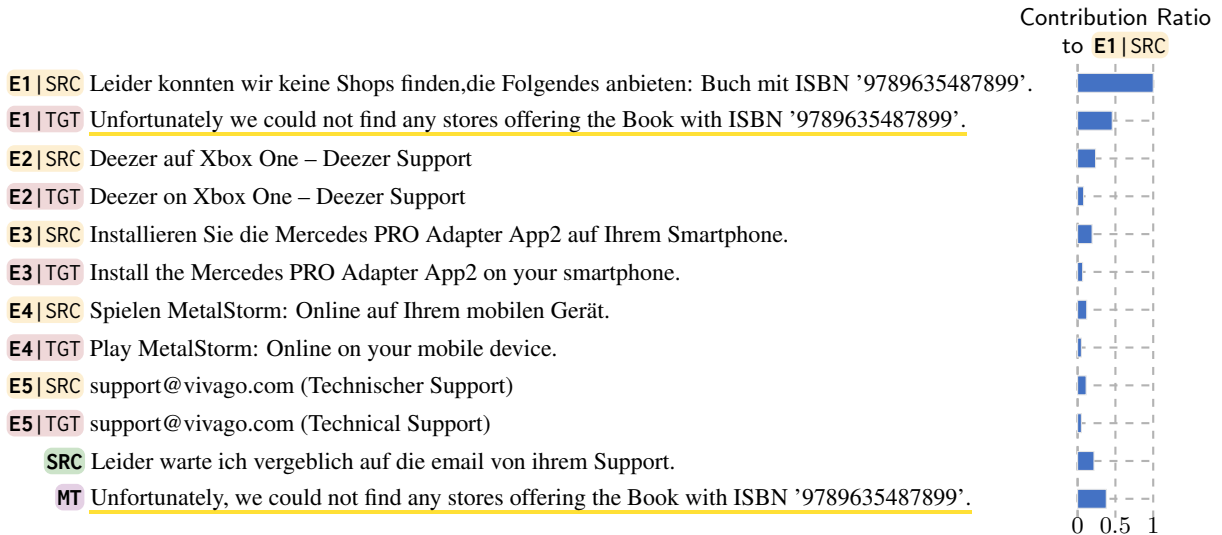 Contribution Ratio
to E1|SRC
E1|SRC Leider konnten wir keine Shops finden,die Folgendes anbieten: Buch mit ISBN ’9789635487899’.
E1|TGT Unfortunately we could not find any stores offering the Book with ISBN ’9789635487899’.
E2|SRC Deezer auf Xbox One – Deezer Support
E2|TGT Deezer on Xbox One – Deezer Support
E3|SRC Installieren Sie die Mercedes PRO Adapter App2 auf Ihrem Smartphone.
E3|TGT Install the Mercedes PRO Adapter App2 on your smartphone.
E4|SRC Spielen MetalStorm: Online auf Ihrem mobilen Gerät.
E4|TGT Play MetalStorm: Online on your mobile device.
E5|SRC support@vivago.com (Technischer Support)
E5|TGT support@vivago.com (Technical Support)
SRC Leider warte ich vergeblich auf die email von ihrem Support.
MT Unfortunately, we could not find any stores offering the Book with ISBN ’9789635487899’.
0 0.5 1